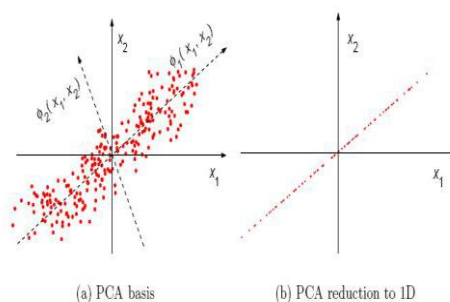 x₂
ϕ₁(x₁, x₂)
ϕ₂(x₁, x₂)
x₁
(a) PCA basis
x₂
x₁
(b) PCA reduction to 1D